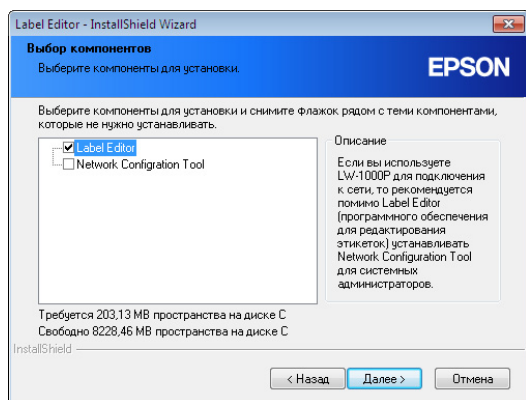 Label Editor - InstallShield Wizard
Выбор компонентов
Выберите компоненты для установки.
EPSON
Выберите компоненты для установки и снимите флажок рядом с теми компонентами,
которые не нужно устанавливать.
Label Editor
Network Configration Tool
Описание
Если вы используете
LW-1000P для подключения
к сети, то рекомендуется
помимо Label Editor
(программного обеспечения
для редактирования
этикеток) устанавливать
Network Configuration Tool
для системных
администраторов.
Требуется 203,13 MB пространства на диске C
Свободно 8228,46 MB пространства на диске C
InstallShield
< Назад
Далее >
Отмена